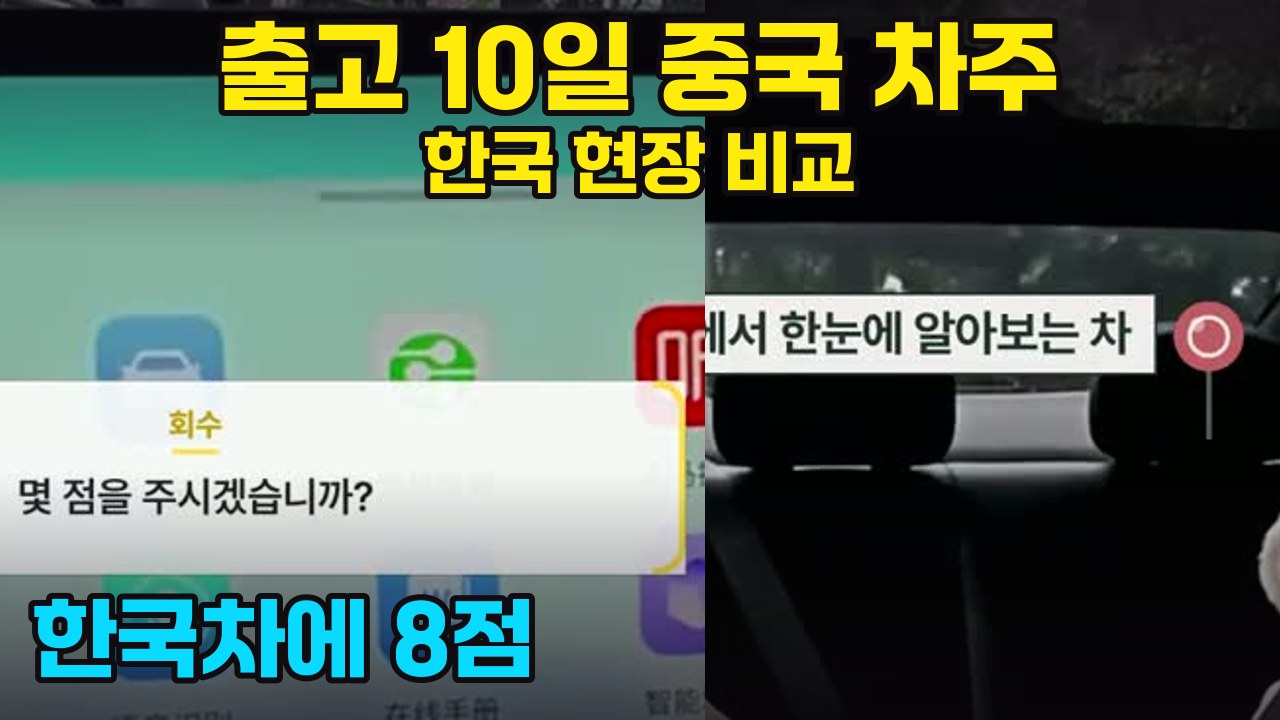 출고 10일 중국 차주
한국 현장 비교
에서 한눈에 알아보는 차
회수
몇 점을 주시겠습니까?
한국차에 8점
在线手册
智能